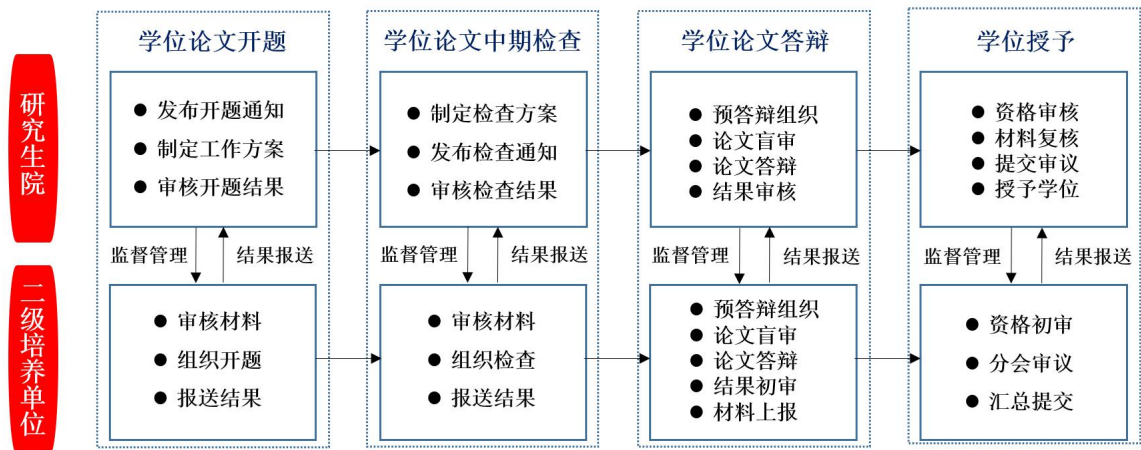 学位论文开题
学位论文中期检查
学位论文答辩
学位授予
研究生院
● 发布开题通知
● 制定工作方案
● 审核开题结果
● 制定检查方案
● 发布检查通知
● 审核检查结果
● 预答辩组织
● 论文盲审
● 论文答辩
● 结果审核
● 资格审核
● 材料复核
● 提交审议
● 授予学位
监督管理
结果报送
监督管理
结果报送
监督管理
结果报送
监督管理
结果报送
二级培养单位
● 审核材料
● 组织开题
● 报送结果
● 审核材料
● 组织检查
● 报送结果
● 预答辩组织
● 论文盲审
● 论文答辩
● 结果初审
● 材料上报
● 资格初审
● 分会审议
● 汇总提交